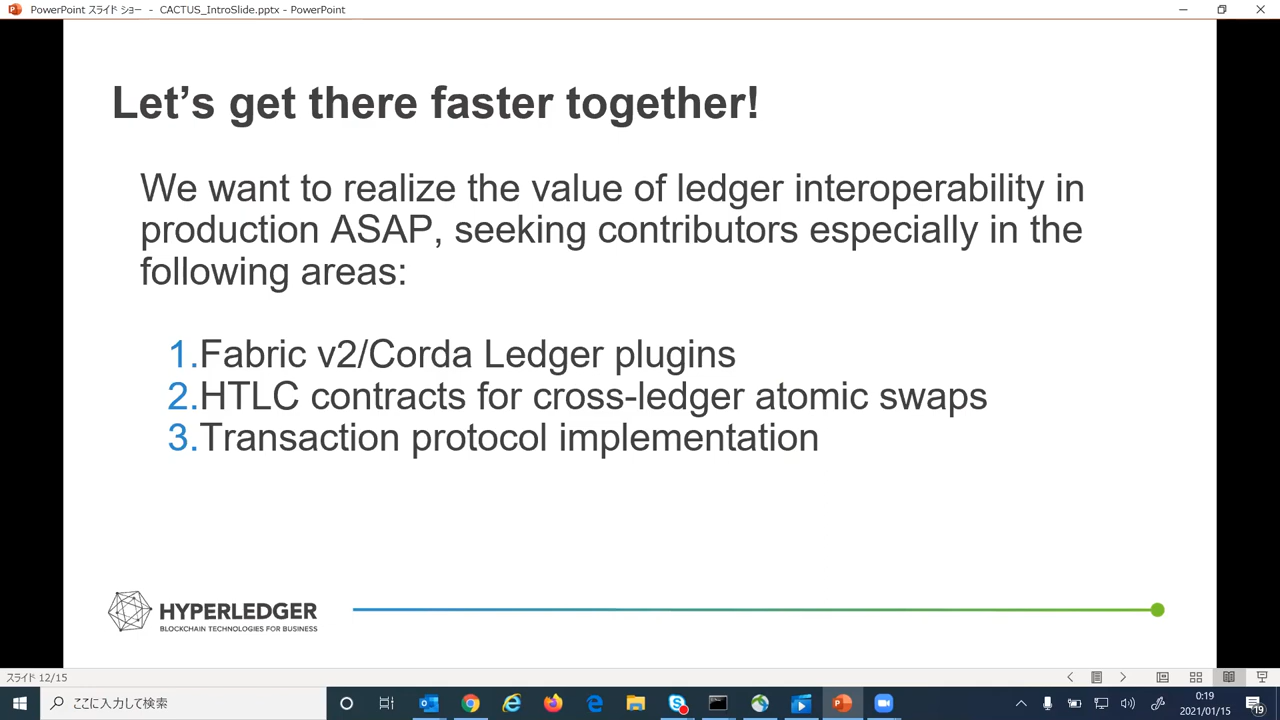 PowerPoint スライド ショー - CACTUS_IntroSlide.pptx - PowerPoint
Let's get there faster together!
We want to realize the value of ledger interoperability in
production ASAP, seeking contributors especially in the
following areas:
1.Fabric v2/Corda Ledger plugins
2.HTLC contracts for cross-ledger atomic swaps
3.Transaction protocol implementation
HYPERLEDGER
BLOCKCHAIN TECHNOLOGIES FOR BUSINESS
スライド 12/15
ここに入力して検索
0:19
2021/01/15
19